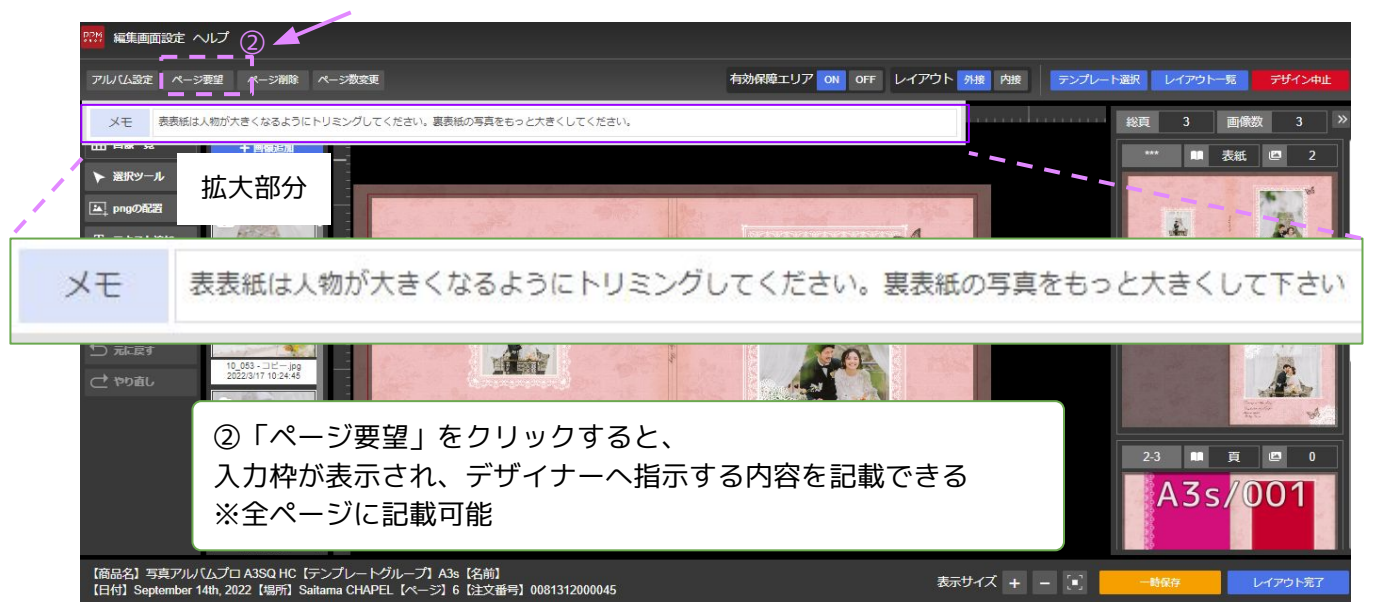 編集画面設定 ヘルプ ②
アルバム設定 ページ要望 ページ削除 ページ数変更 有効保障エリア ON OFF レイアウト 外接 内接 テンプレート選択 レイアウト一覧 デザイン中止
メモ 表表紙は人物が大きくなるようにトリミングしてください。裏表紙の写真をもっと大きくしてください。
総頁 3 画像数 3 »
+ 画像追加
*** 表紙 2
選択ツール
拡大部分
pngの配置
メモ 表表紙は人物が大きくなるようにトリミングしてください。裏表紙の写真をもっと大きくして下さい
元に戻す
10_053 - コピー.jpg
2022/3/17 10:24:45
やり直し
②「ページ要望」をクリックすると、
入力枠が表示され、デザイナーへ指示する内容を記載できる
※全ページに記載可能
2-3 頁 0
A3s/001
【商品名】写真アルバムプロ A3SQ HC【テンプレートグループ】A3s【名前】
【日付】September 14th, 2022【場所】Saitama CHAPEL【ページ】6【注文番号】0081312000045
表示サイズ + − 一時保存 レイアウト完了